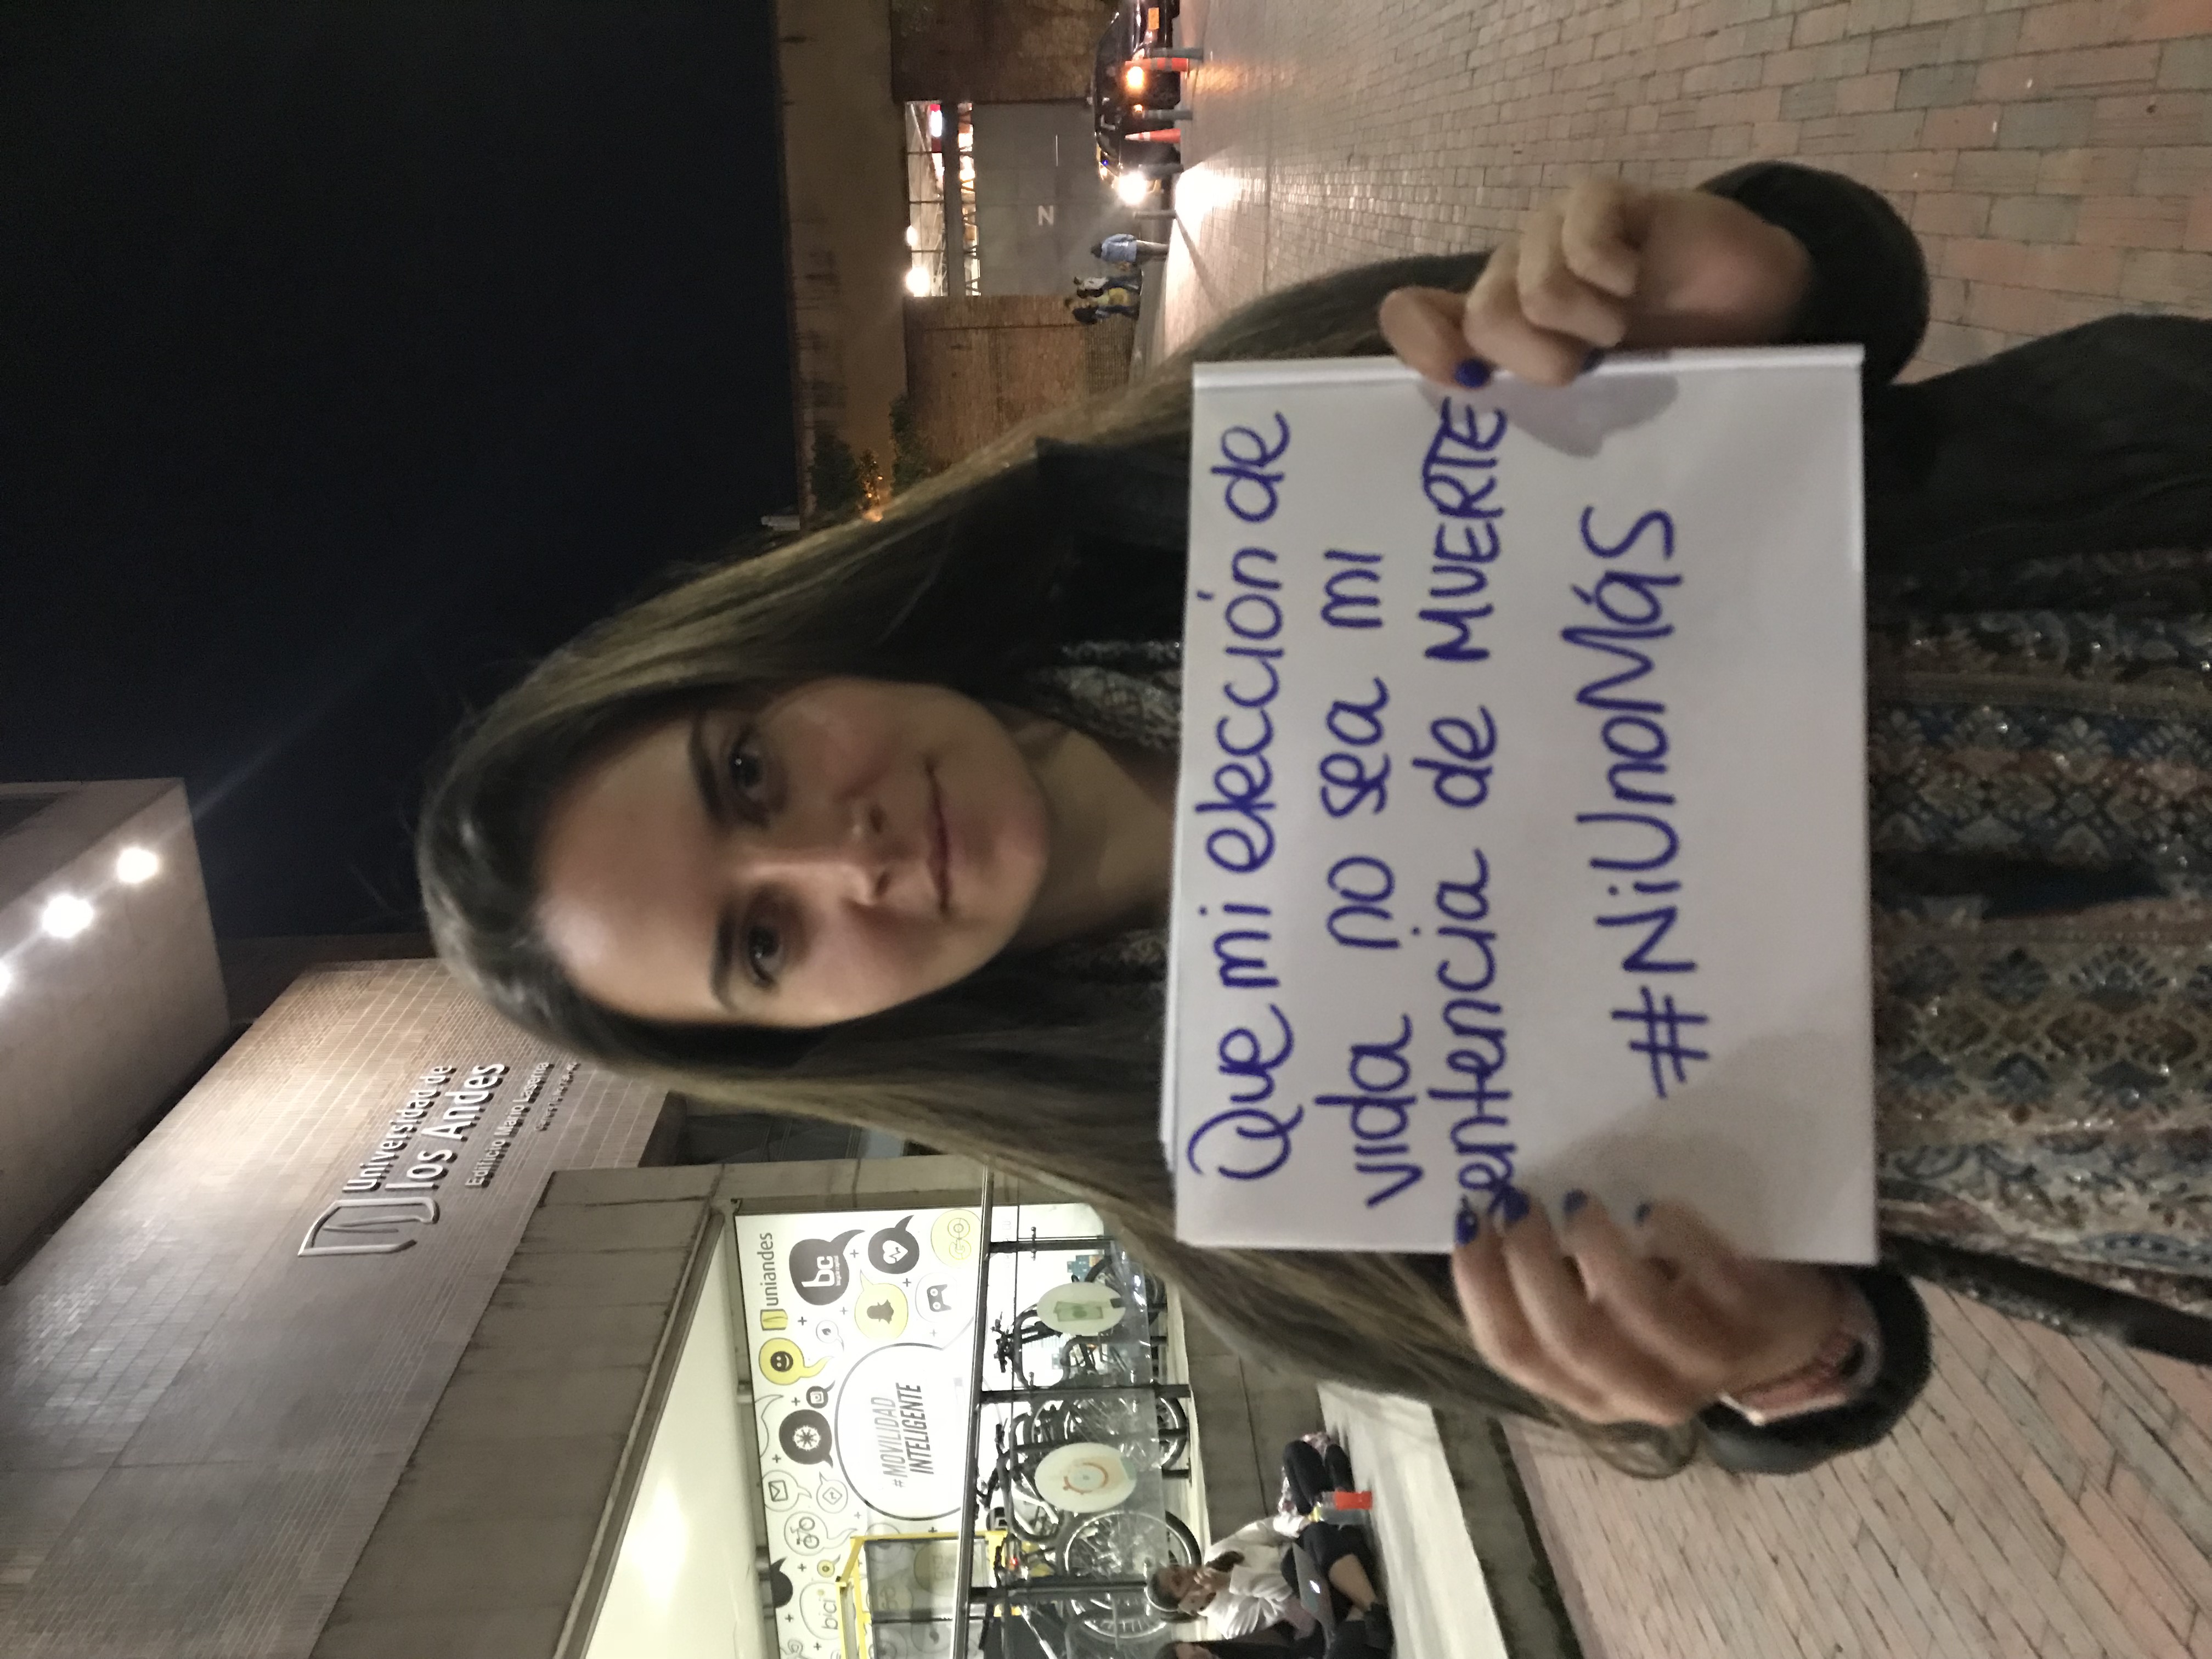 Universidad de
los Andes
Edificio Mario Laserna
uniandes
bici
bc
#MOVILIDAD
INTELIGENTE
Que mi elección de
vida no sea mi
sentencia de MUERTE
#NiUnoMás